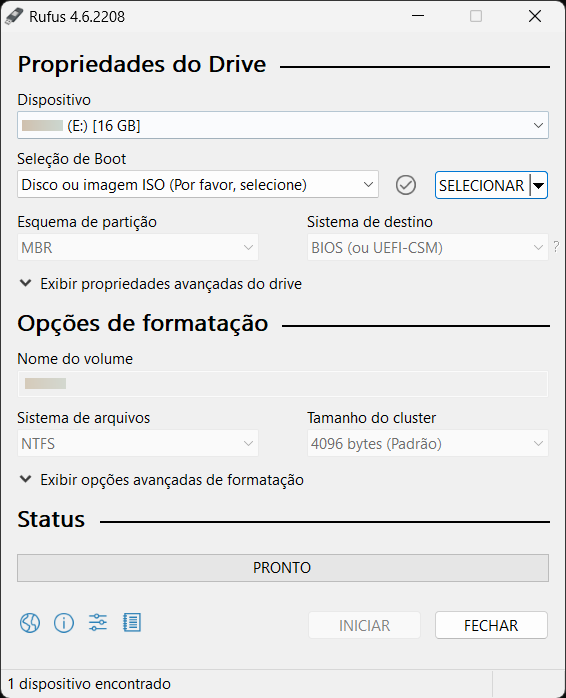 Rufus 4.6.2208
Propriedades do Drive
Dispositivo
(E:) [16 GB]
Seleção de Boot
Disco ou imagem ISO (Por favor, selecione)
SELECIONAR
Esquema de partição
Sistema de destino
MBR
BIOS (ou UEFI-CSM)
?
Exibir propriedades avançadas do drive
Opções de formatação
Nome do volume
Sistema de arquivos
Tamanho do cluster
NTFS
4096 bytes (Padrão)
Exibir opções avançadas de formatação
Status
PRONTO
INICIAR
FECHAR
1 dispositivo encontrado